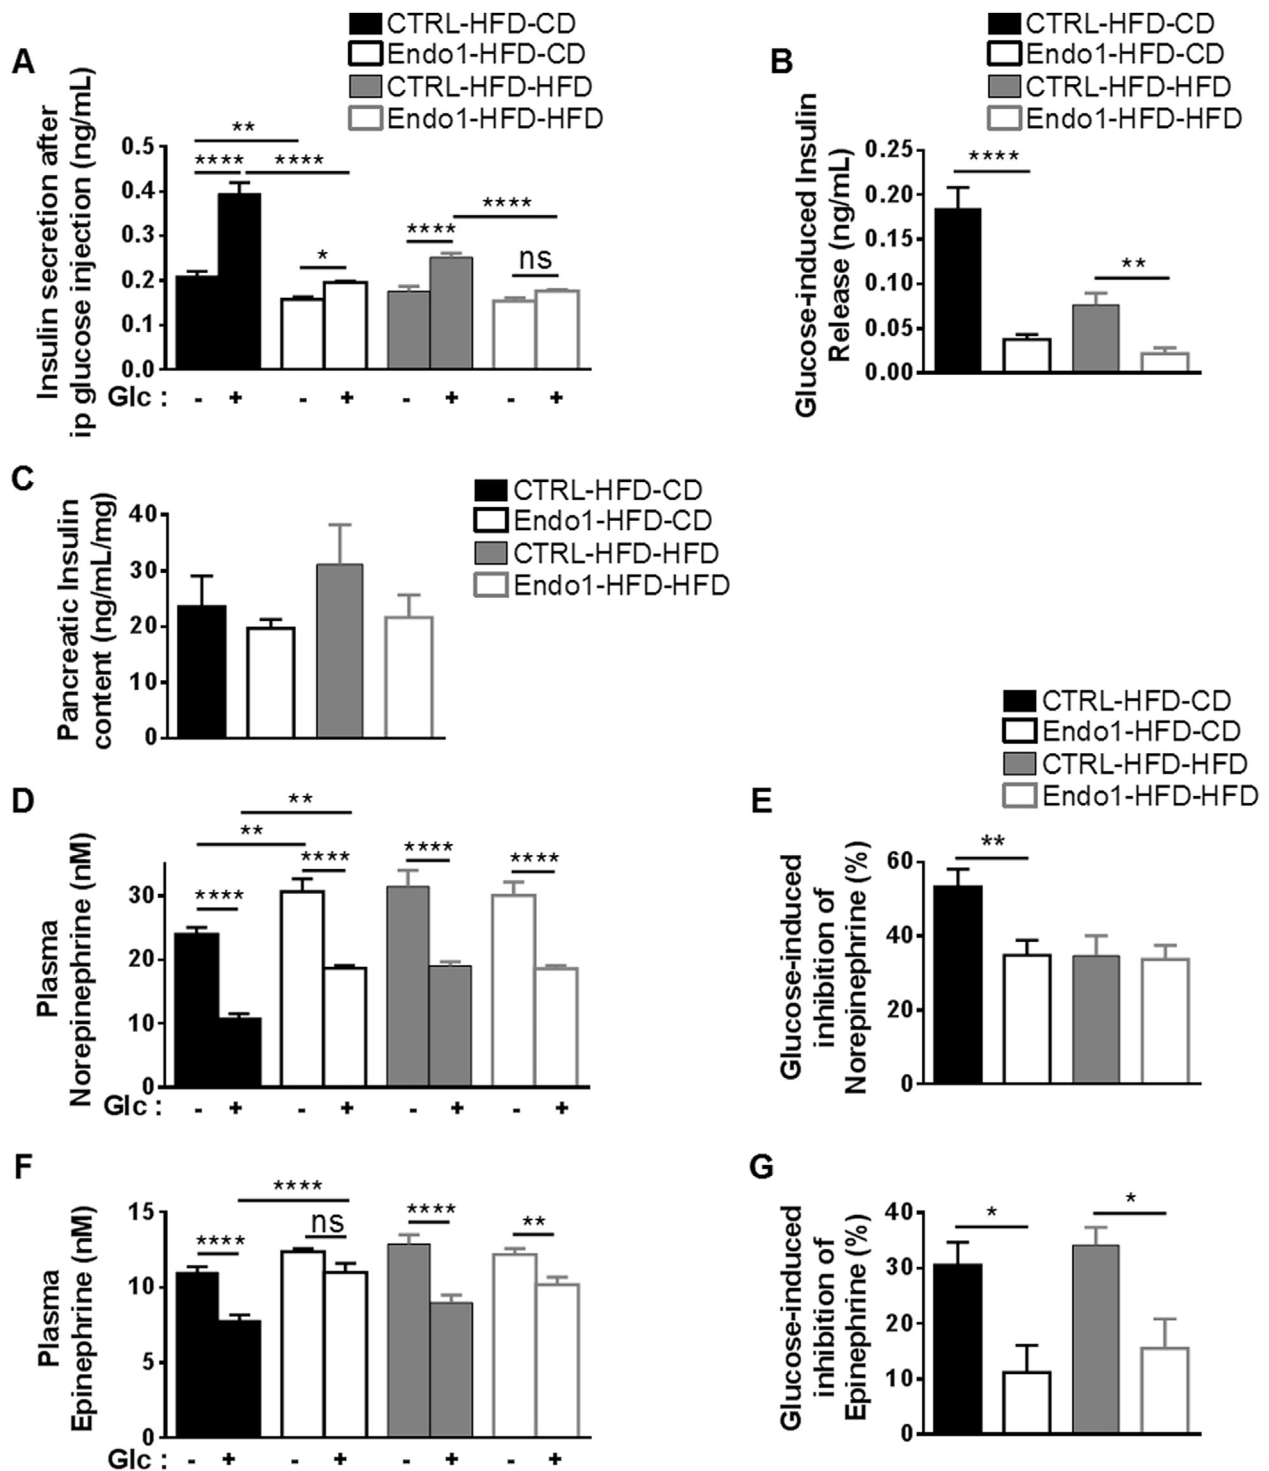 A
CTRL-HFD-CD
Endo1-HFD-CD
CTRL-HFD-HFD
Endo1-HFD-HFD
Insulin secretion after
ip glucose injection (ng/mL)
0.5
0.4
0.3
0.2
0.1
0.0
**
****
****
*
****
****
ns
Glc : - + - + - + - +
B
CTRL-HFD-CD
Endo1-HFD-CD
CTRL-HFD-HFD
Endo1-HFD-HFD
Glucose-induced Insulin
Release (ng/mL)
0.25
0.20
0.15
0.10
0.05
0.00
****
**
C
CTRL-HFD-CD
Endo1-HFD-CD
CTRL-HFD-HFD
Endo1-HFD-HFD
Pancreatic Insulin
content (ng/mL/mg)
40
30
20
10
0
D
Plasma
Norepinephrine (nM)
30
20
10
0
**
**
****
****
****
****
Glc : - + - + - + - +
E
CTRL-HFD-CD
Endo1-HFD-CD
CTRL-HFD-HFD
Endo1-HFD-HFD
Glucose-induced
inhibition of
Norepinephrine (%)
60
40
20
0
**
F
Plasma
Epinephrine (nM)
15
10
5
0
****
****
ns
****
**
Glc : - + - + - + - +
G
Glucose-induced
inhibition of
Epinephrine (%)
40
30
20
10
0
*
*